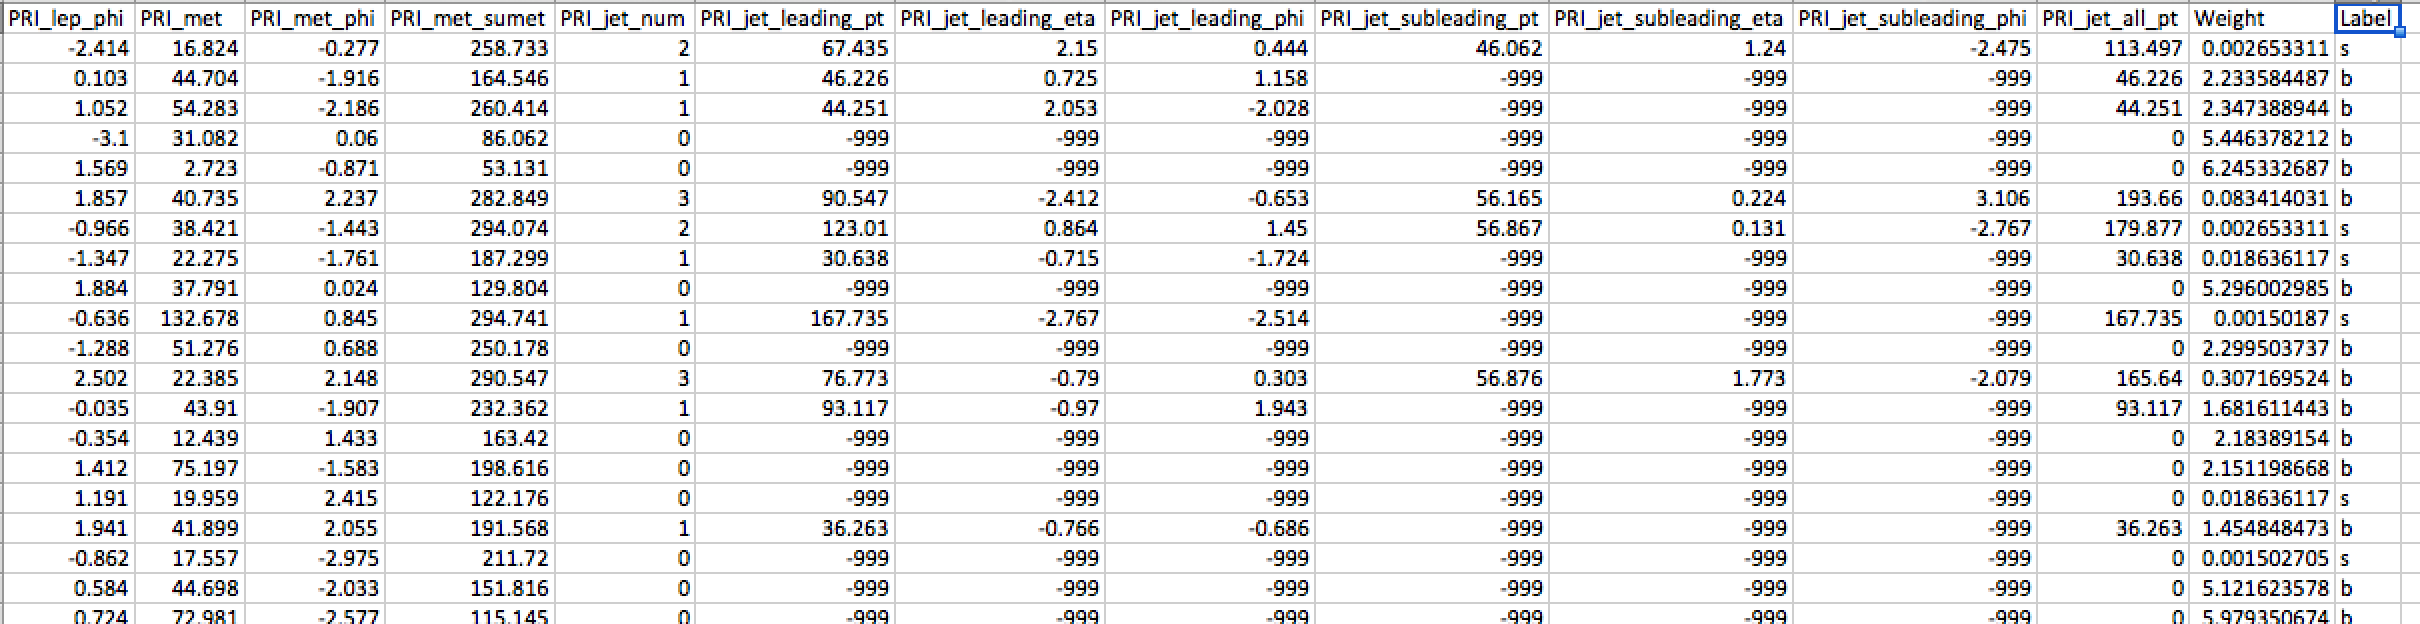 PRI_lep_phi PRI_met PRI_met_phi PRI_met_sumet PRI_jet_num PRI_jet_leading_pt PRI_jet_leading_eta PRI_jet_leading_phi PRI_jet_subleading_pt PRI_jet_subleading_eta PRI_jet_subleading_phi PRI_jet_all_pt Weight Label
-2.414 16.824 -0.277 258.733 2 67.435 2.15 0.444 46.062 1.24 -2.475 113.497 0.002653311 s
0.103 44.704 -1.916 164.546 1 46.226 0.725 1.158 -999 -999 -999 46.226 2.233584487 b
1.052 54.283 -2.186 260.414 1 44.251 2.053 -2.028 -999 -999 -999 44.251 2.347388944 b
-3.1 31.082 0.06 86.062 0 -999 -999 -999 -999 -999 -999 0 5.446378212 b
1.569 2.723 -0.871 53.131 0 -999 -999 -999 -999 -999 -999 0 6.245332687 b
1.857 40.735 2.237 282.849 3 90.547 -2.412 -0.653 56.165 0.224 3.106 193.66 0.083414031 b
-0.966 38.421 -1.443 294.074 2 123.01 0.864 1.45 56.867 0.131 -2.767 179.877 0.002653311 s
-1.347 22.275 -1.761 187.299 1 30.638 -0.715 -1.724 -999 -999 -999 30.638 0.018636117 s
1.884 37.791 0.024 129.804 0 -999 -999 -999 -999 -999 -999 0 5.296002985 b
-0.636 132.678 0.845 294.741 1 167.735 -2.767 -2.514 -999 -999 -999 167.735 0.00150187 s
-1.288 51.276 0.688 250.178 0 -999 -999 -999 -999 -999 -999 0 2.299503737 b
2.502 22.385 2.148 290.547 3 76.773 -0.79 0.303 56.876 1.773 -2.079 165.64 0.307169524 b
-0.035 43.91 -1.907 232.362 1 93.117 -0.97 1.943 -999 -999 -999 93.117 1.681611443 b
-0.354 12.439 1.433 163.42 0 -999 -999 -999 -999 -999 -999 0 2.18389154 b
1.412 75.197 -1.583 198.616 0 -999 -999 -999 -999 -999 -999 0 2.151198668 b
1.191 19.959 2.415 122.176 0 -999 -999 -999 -999 -999 -999 0 0.018636117 s
1.941 41.899 2.055 191.568 1 36.263 -0.766 -0.686 -999 -999 -999 36.263 1.454848473 b
-0.862 17.557 -2.975 211.72 0 -999 -999 -999 -999 -999 -999 0 0.001502705 s
0.584 44.698 -2.033 151.816 0 -999 -999 -999 -999 -999 -999 0 5.121623578 b
0.724 72.981 -2.577 115.145 0 -999 -999 -999 -999 -999 -999 0 5.979350674 b